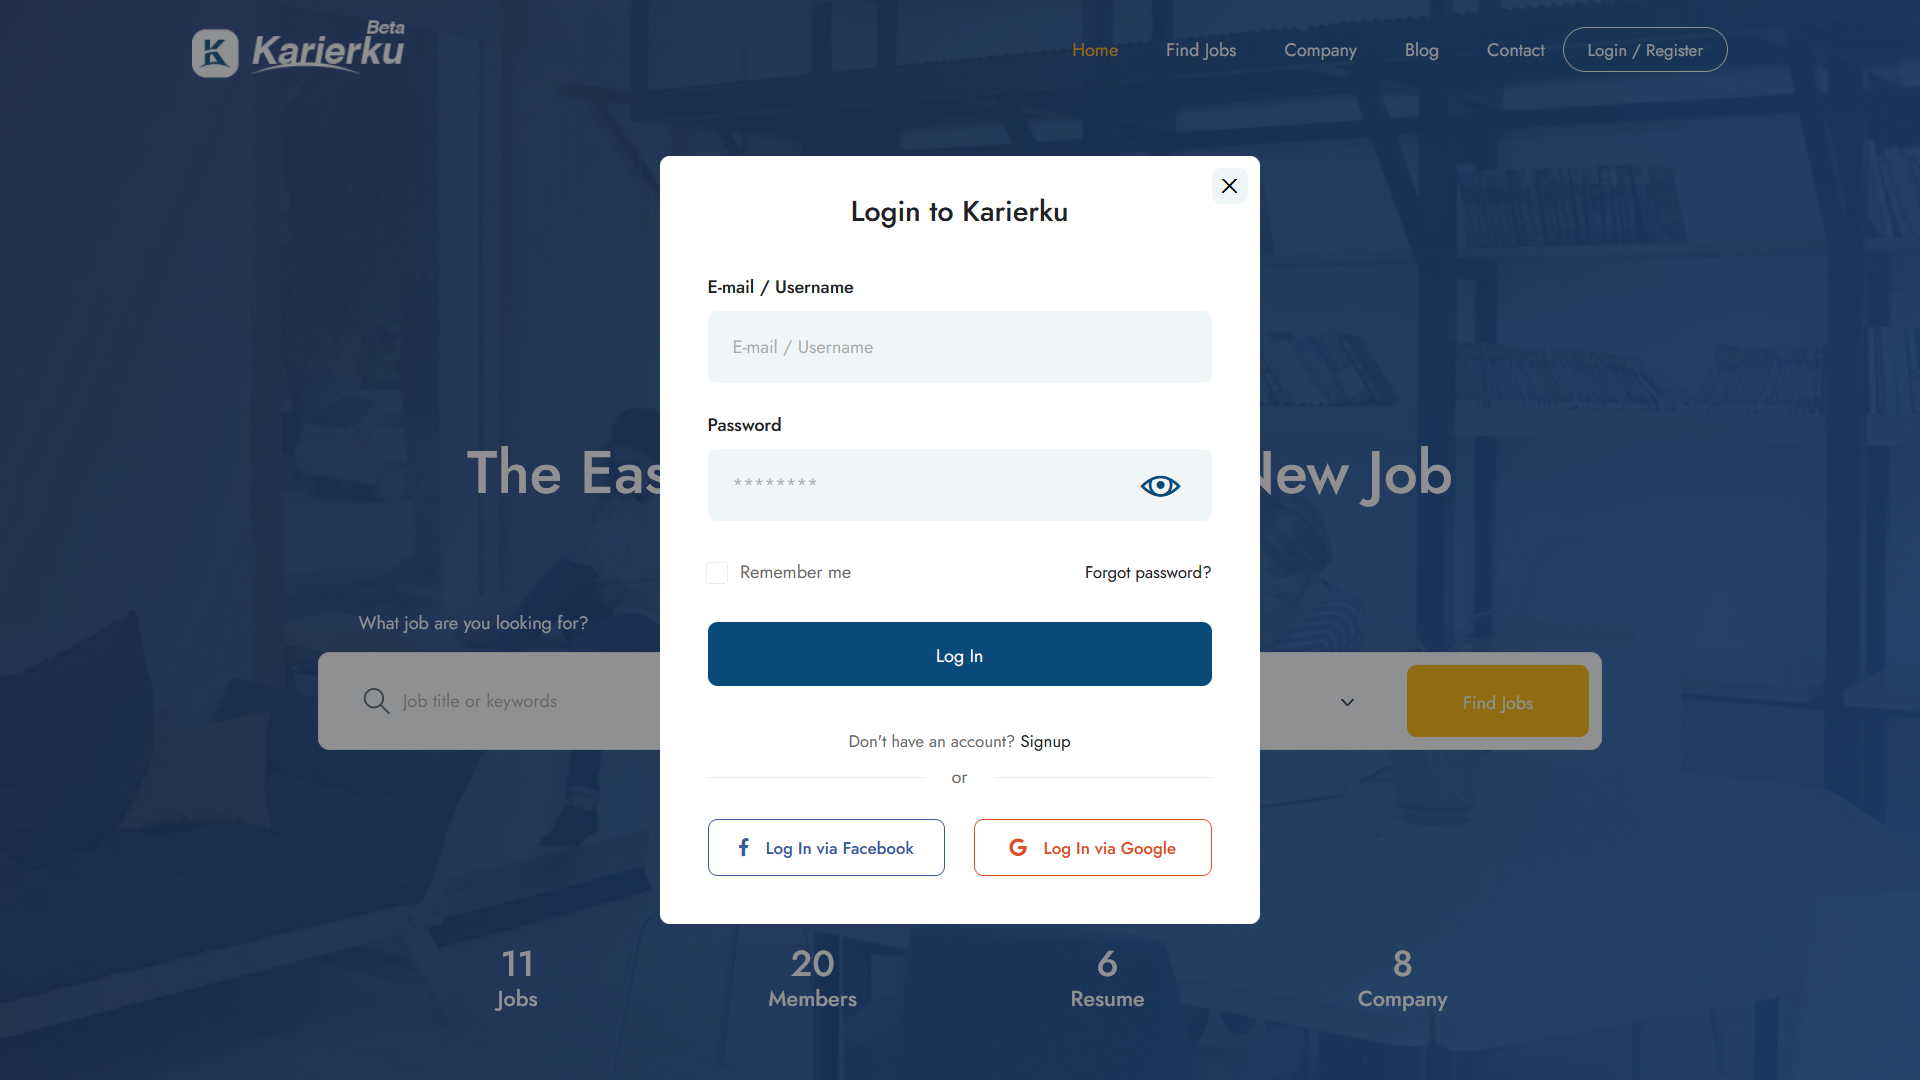 Beta
Karierku
Home
Find Jobs
Company
Blog
Contact
Login / Register
Login to Karierku
E-mail / Username
E-mail / Username
Password
********
The Eas
New Job
Remember me
Forgot password?
What job are you looking for?
Log In
Job title or keywords
Find Jobs
Don't have an account? Signup
or
Log In via Facebook
Log In via Google
11
Jobs
20
Members
6
Resume
8
Company